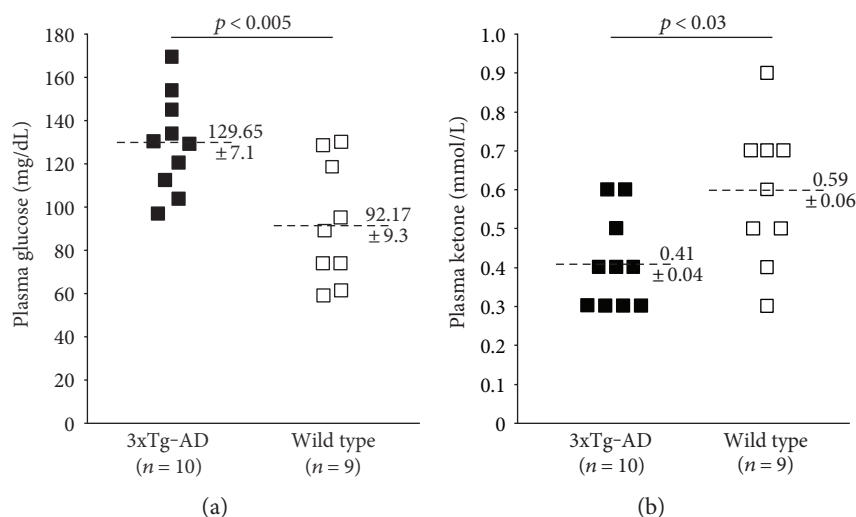 p < 0.005
Plasma glucose (mg/dL)
180
160
140
120
100
80
60
40
20
0
129.65
±7.1
92.17
±9.3
3xTg-AD
(n = 10)
Wild type
(n = 9)
(a)
p < 0.03
Plasma ketone (mmol/L)
1.0
0.9
0.8
0.7
0.6
0.5
0.4
0.3
0.2
0.1
0
0.41
±0.04
0.59
±0.06
3xTg-AD
(n = 10)
Wild type
(n = 9)
(b)